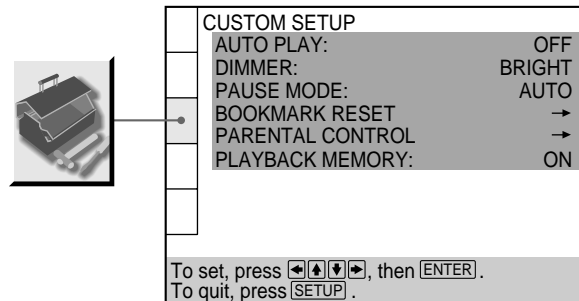 CUSTOM SETUP
AUTO PLAY: OFF
DIMMER: BRIGHT
PAUSE MODE: AUTO
BOOKMARK RESET →
PARENTAL CONTROL →
PLAYBACK MEMORY: ON
To set, press ←↑↓→, then ENTER.
To quit, press SETUP.